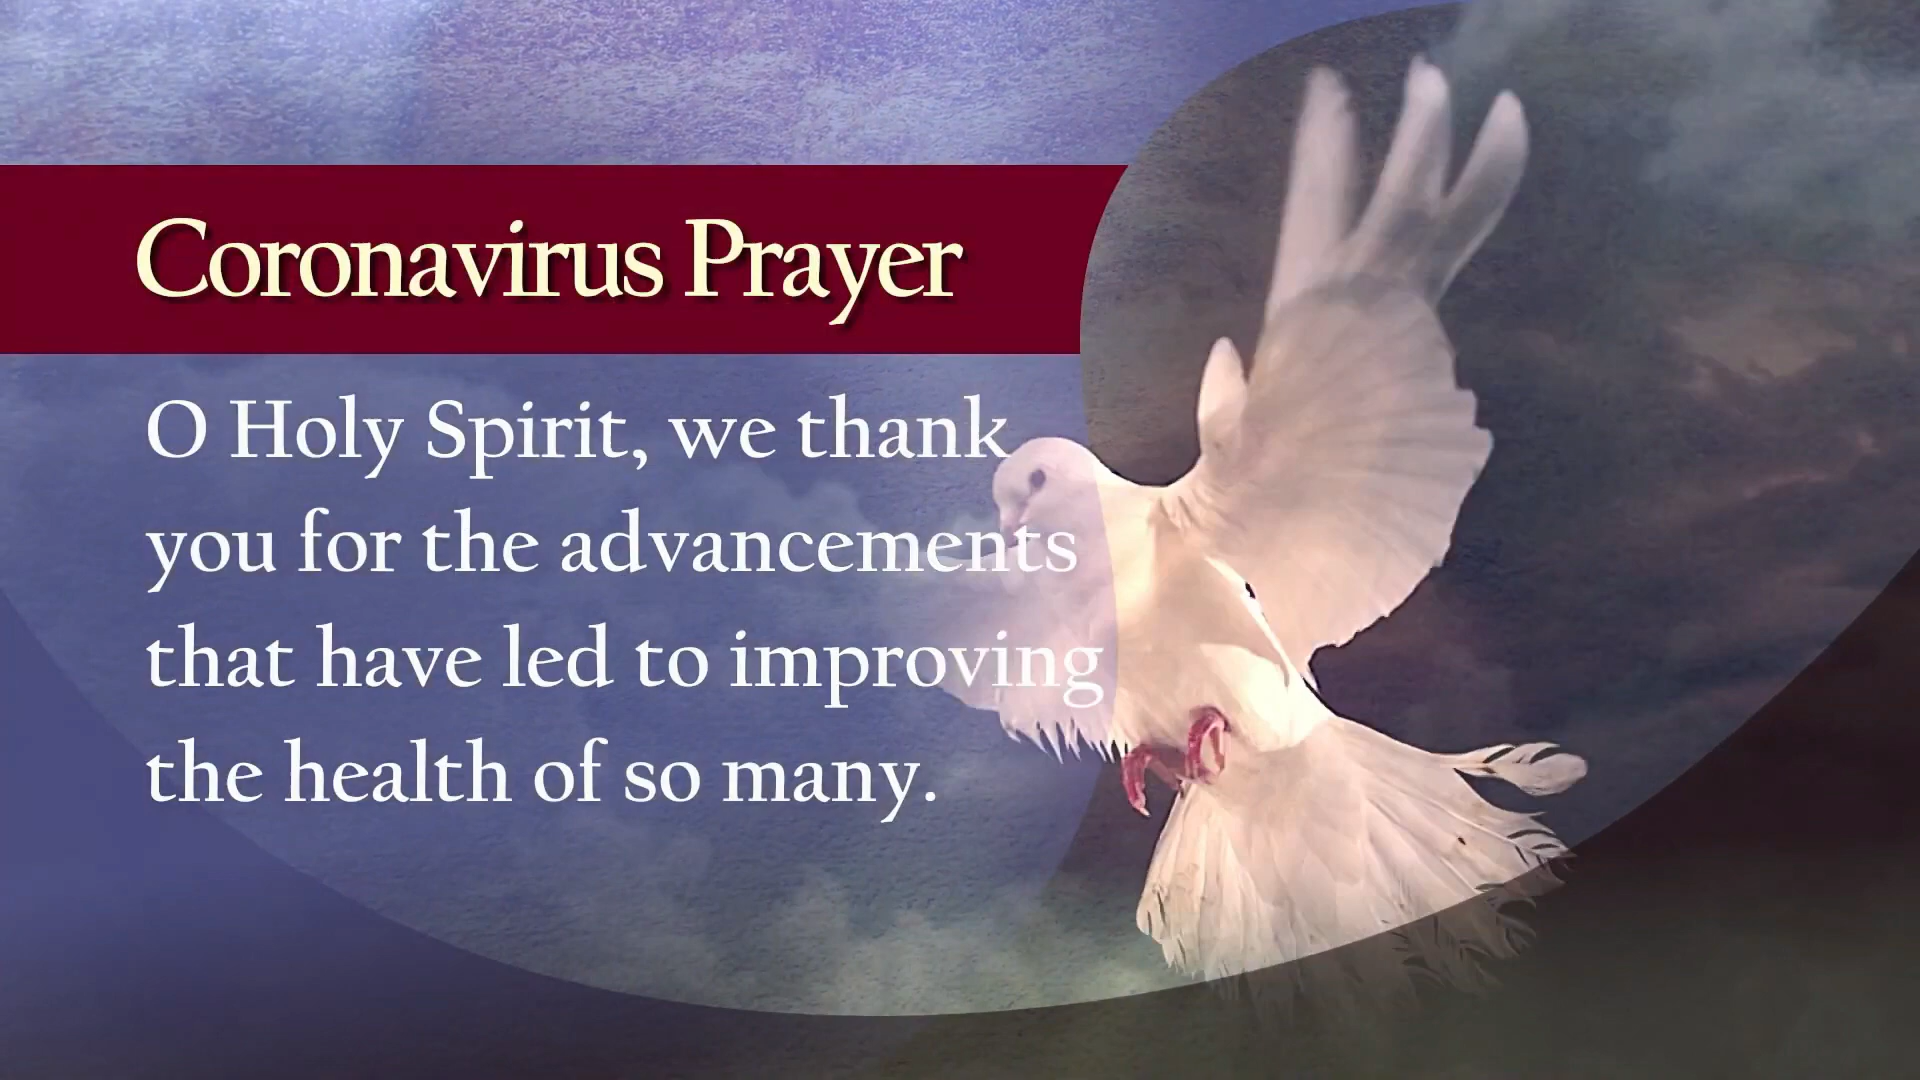 Coronavirus Prayer
O Holy Spirit, we thank
you for the advancements
that have led to improving
the health of so many.